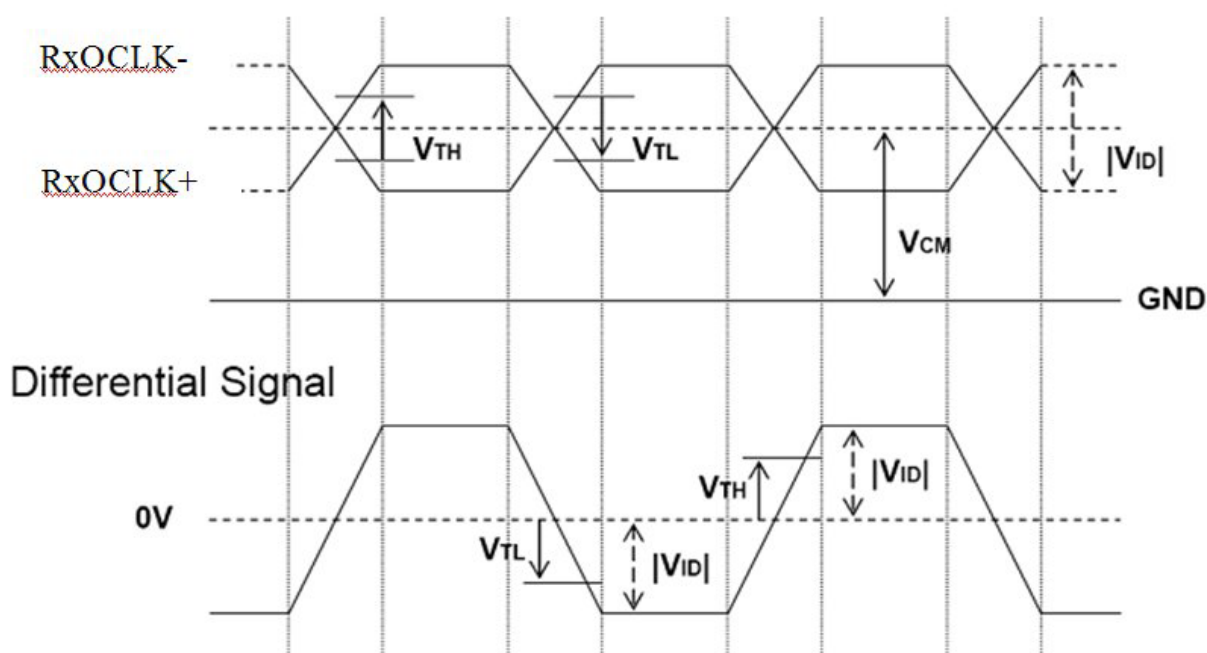 RxOCLK-
VTH
VTL
|VID|
RxOCLK+
VCM
GND
Differential Signal
VTH
|VID|
0V
VTL
|VID|